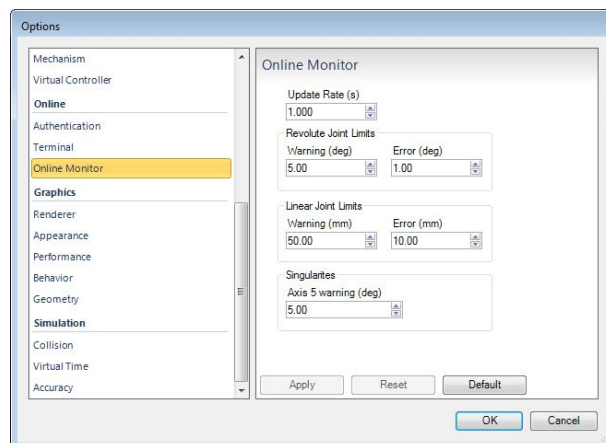 Options
Mechanism
Virtual Controller
Online
Authentication
Terminal
Online Monitor
Graphics
Renderer
Appearance
Performance
Behavior
Geometry
Simulation
Collision
Virtual Time
Accuracy
Online Monitor
Update Rate (s)
1.000
Revolute Joint Limits
Warning (deg) Error (deg)
5.00 1.00
Linear Joint Limits
Warning (mm) Error (mm)
50.00 10.00
Singularites
Axis 5 warning (deg)
5.00
Apply Reset Default
OK Cancel